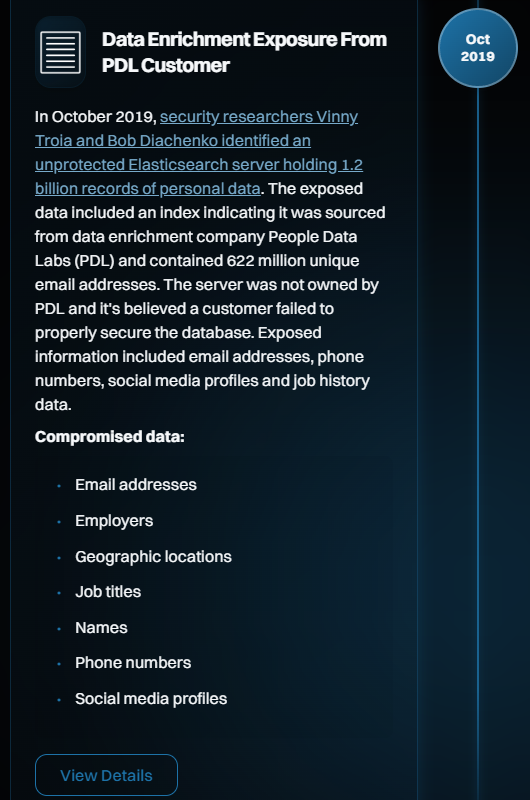 Data Enrichment Exposure From
PDL Customer
Oct
2019
In October 2019, security researchers Vinny
Troia and Bob Diachenko identified an
unprotected Elasticsearch server holding 1.2
billion records of personal data. The exposed
data included an index indicating it was sourced
from data enrichment company People Data
Labs (PDL) and contained 622 million unique
email addresses. The server was not owned by
PDL and it's believed a customer failed to
properly secure the database. Exposed
information included email addresses, phone
numbers, social media profiles and job history
data.
Compromised data:
Email addresses
Employers
Geographic locations
Job titles
Names
Phone numbers
Social media profiles
View Details